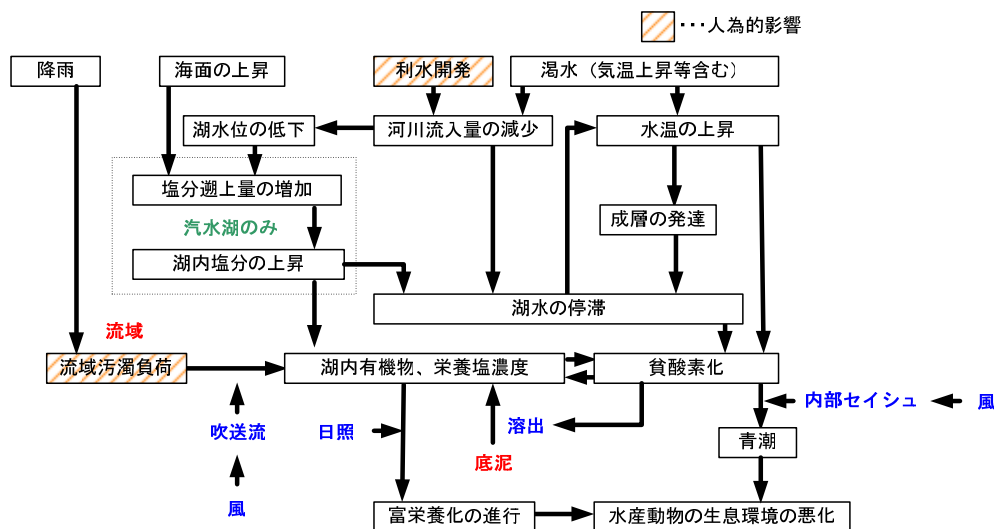 ・・・人為的影響
降雨
海面の上昇
利水開発
渇水（気温上昇等含む）
湖水位の低下
河川流入量の減少
水温の上昇
塩分遡上量の増加
成層の発達
汽水湖のみ
湖内塩分の上昇
湖水の停滞
流域
流域汚濁負荷
湖内有機物、栄養塩濃度
貧酸素化
内部セイシュ
風
吹送流
日照
溶出
青潮
底泥
風
富栄養化の進行
水産動物の生息環境の悪化